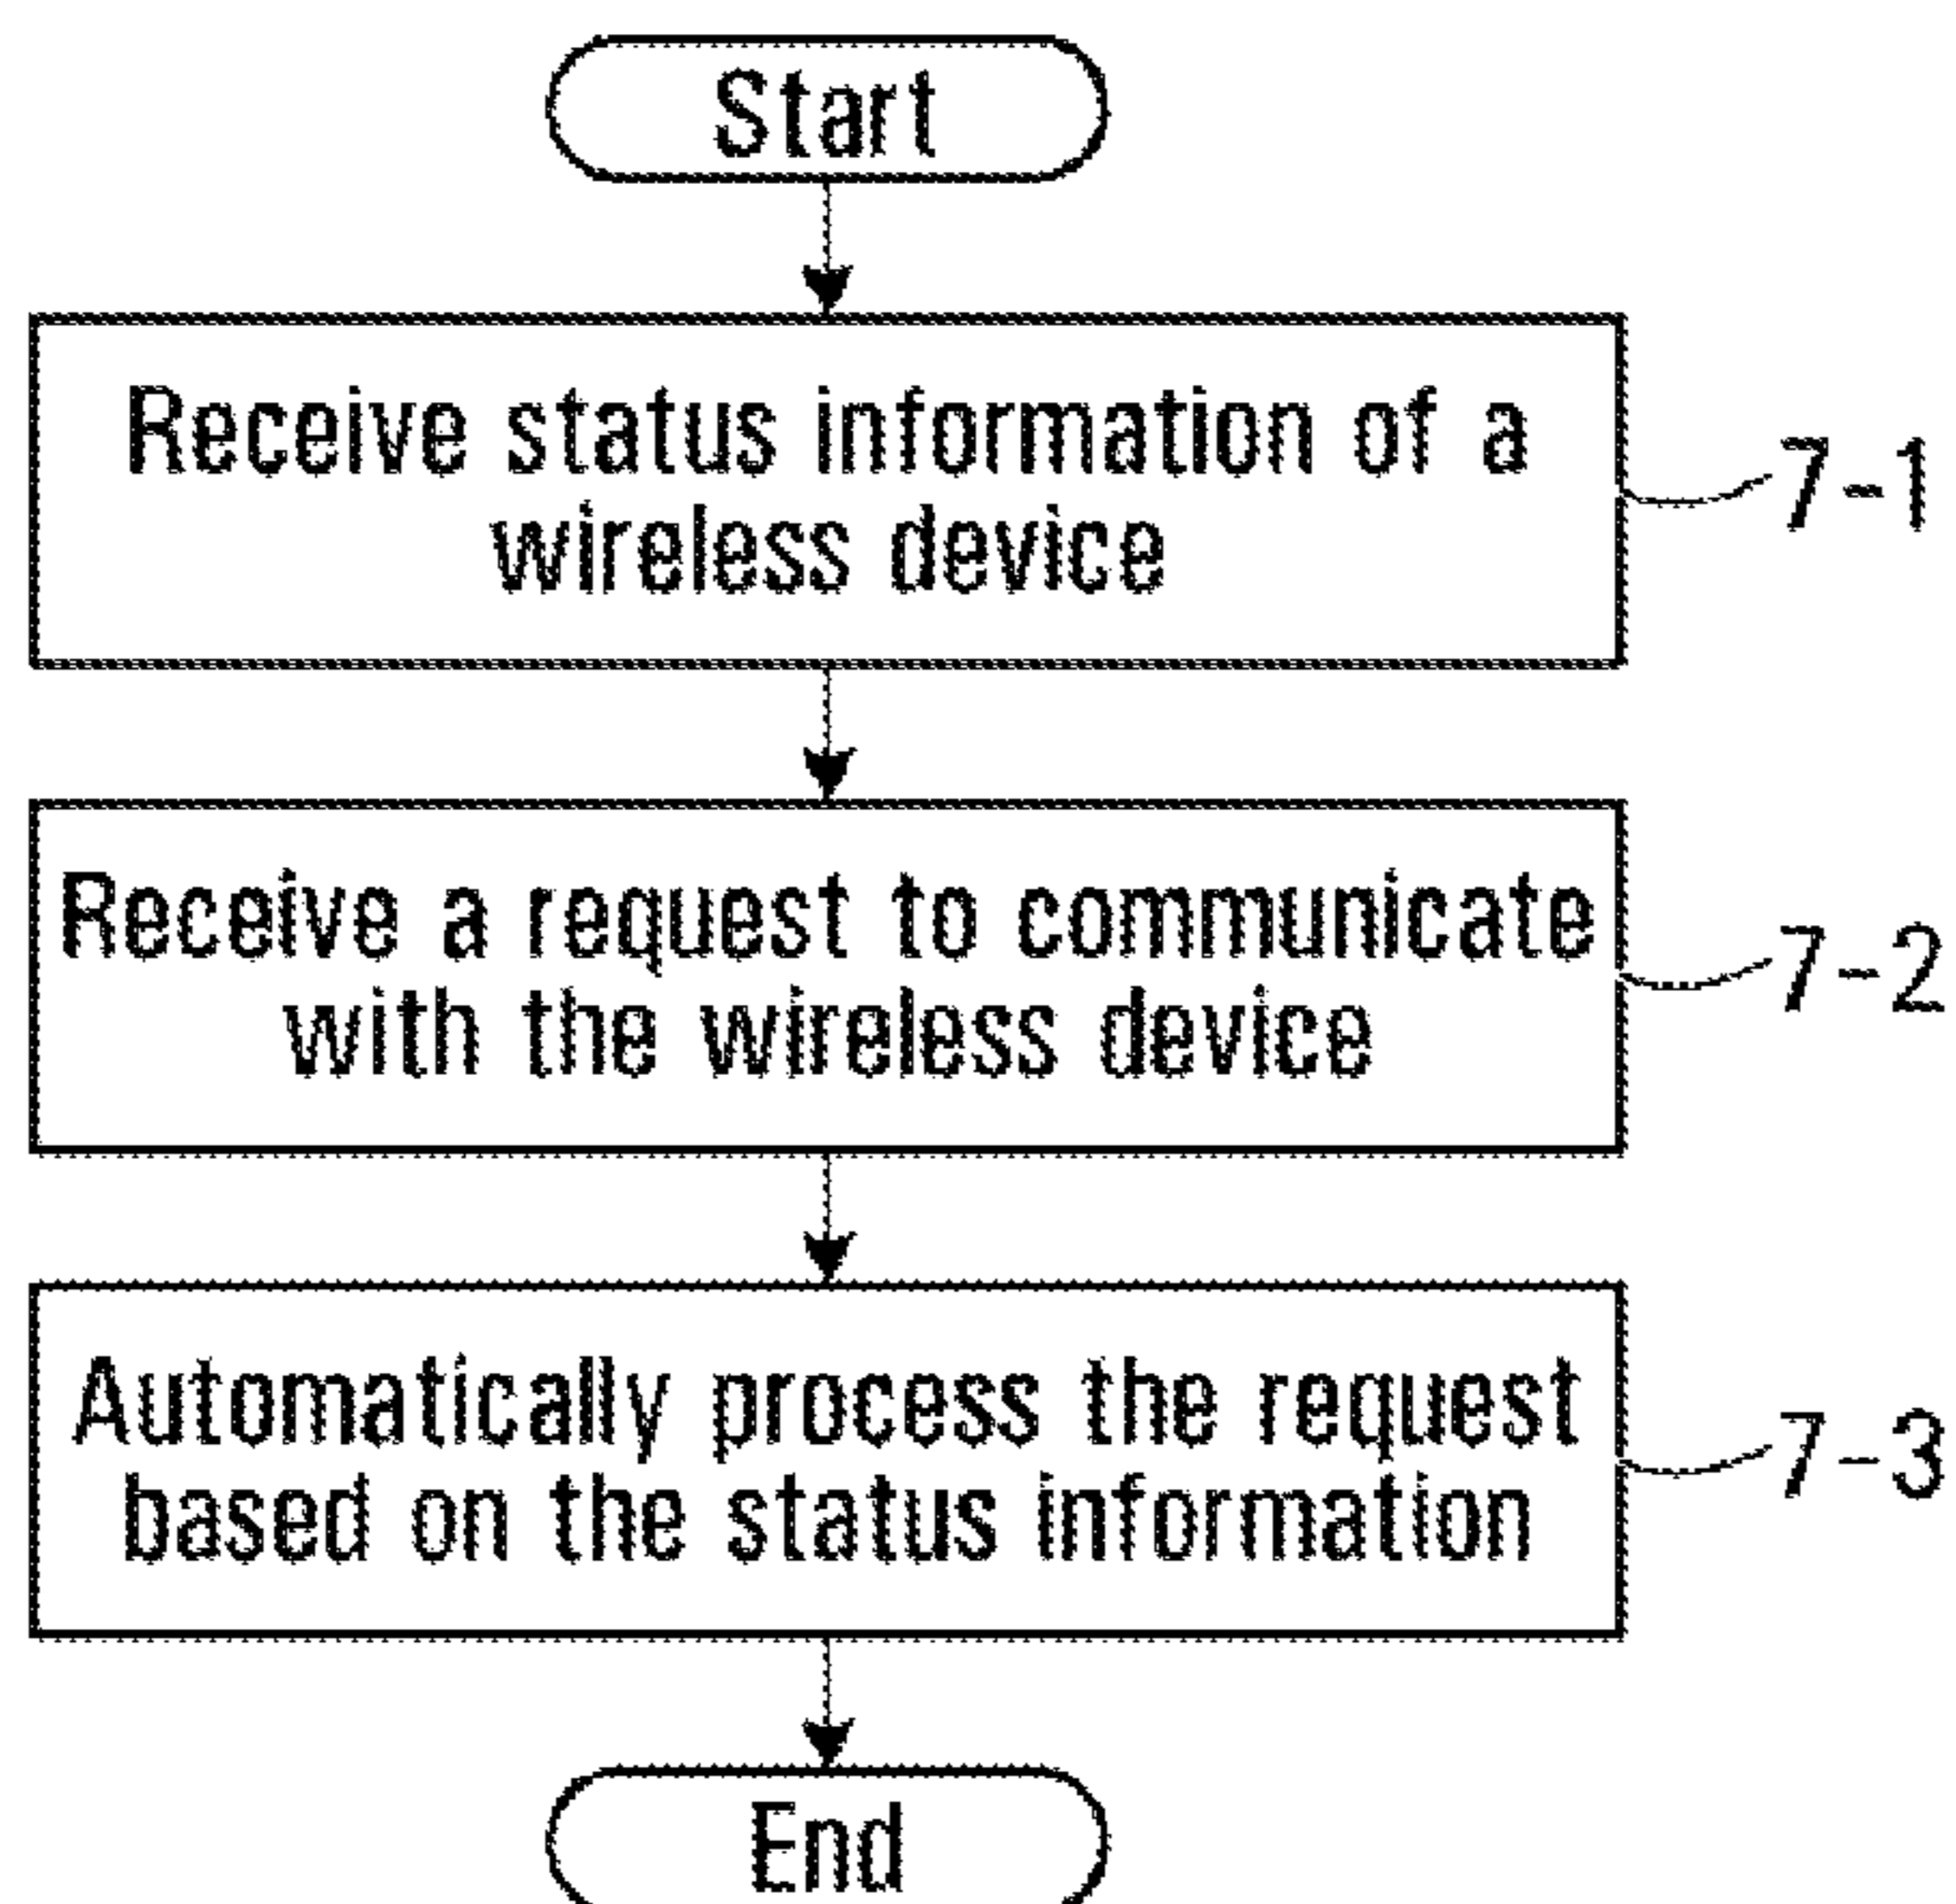 Start
Receive status information of a
wireless device
7-1
Receive a request to communicate
with the wireless device
7-2
Automatically process the request
based on the status information
7-3
End